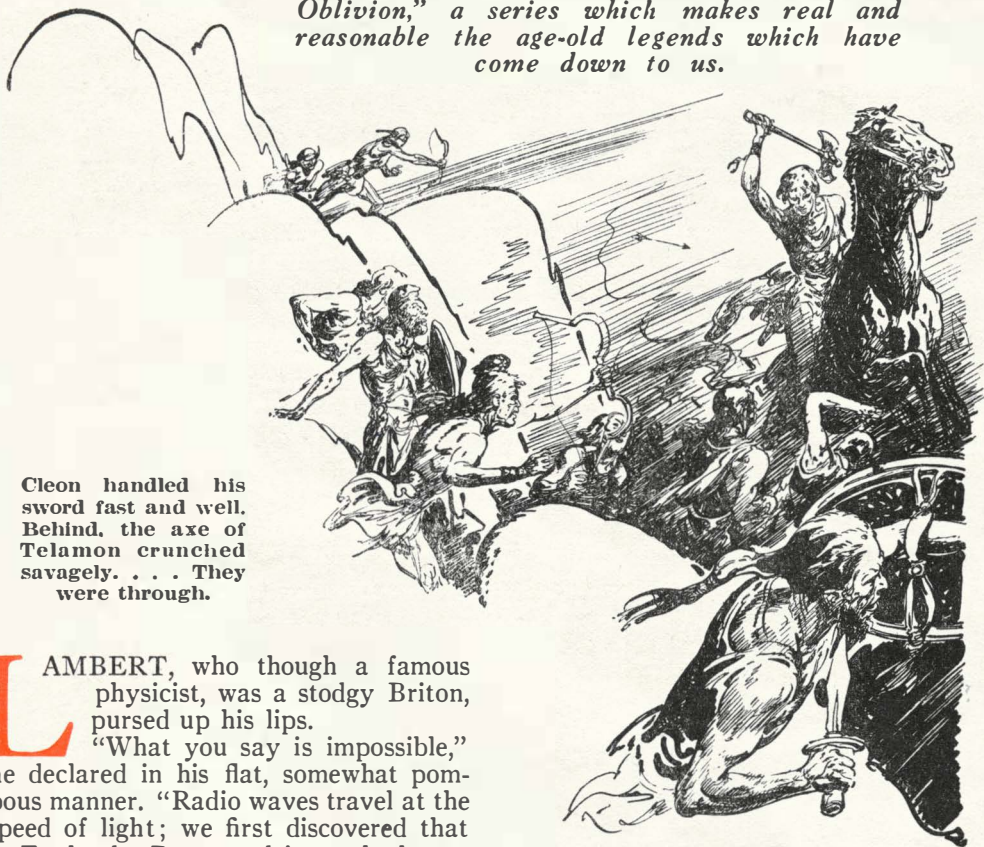 Oblivion,” a series which makes real and
reasonable the age-old legends which have
come down to us.
Cleon handled his
sword fast and well.
Behind, the axe of
Telamon crunched
savagely. . . . They
were through.
LAMBERT, who though a famous
physicist, was a stodgy Briton,
pursed up his lips.
“What you say is impossible,”
he declared in his flat, somewhat pom-
pous manner. “Radio waves travel at the
speed of light; we first discovered that